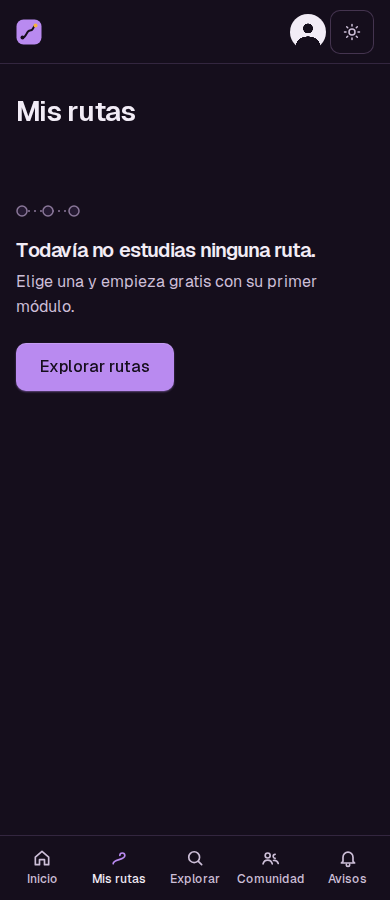 Mis rutas
Todavía no estudias ninguna ruta.
Elige una y empieza gratis con su primer
módulo.
Explorar rutas
Inicio
Mis rutas
Explorar
Comunidad
Avisos